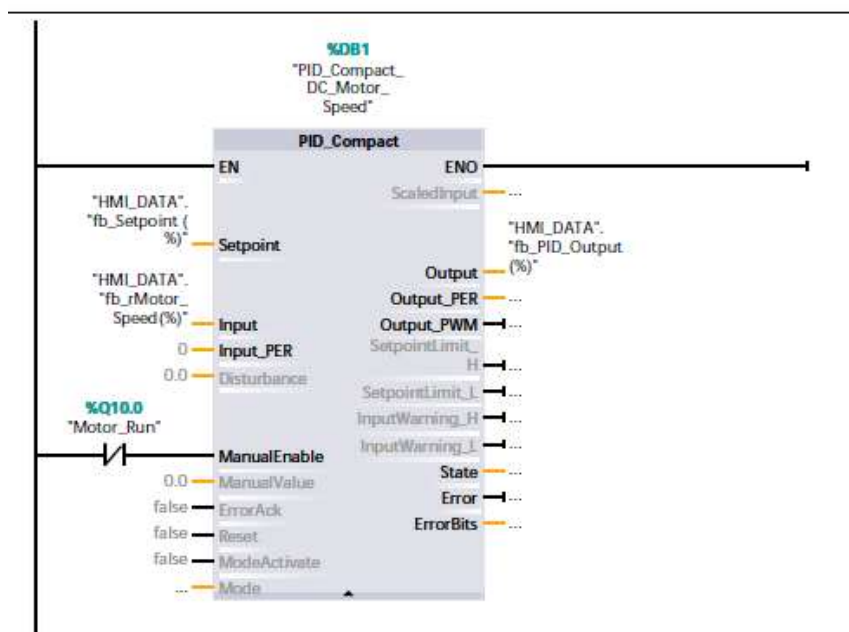 %DB1
"PID_Compact_
DC_Motor_
Speed"
PID_Compact
EN
ENO
ScaledInput
...
"HMI_DATA".
"fb_Setpoint (
%)"
Setpoint
"HMI_DATA".
"fb_PID_Output
(%)"
Output
"HMI_DATA".
"fb_rMotor_
Speed(%)"
Input
Output_PER
...
Output_PWM
...
0
Input_PER
SetpointLimit_
H
...
0.0
Disturbance
SetpointLimit_L
...
%Q10.0
"Motor_Run"
InputWarning_H
...
InputWarning_L
...
ManualEnable
State
...
0.0
ManualValue
Error
...
false
ErrorAck
ErrorBits
...
false
Reset
false
ModeActivate
...
Mode